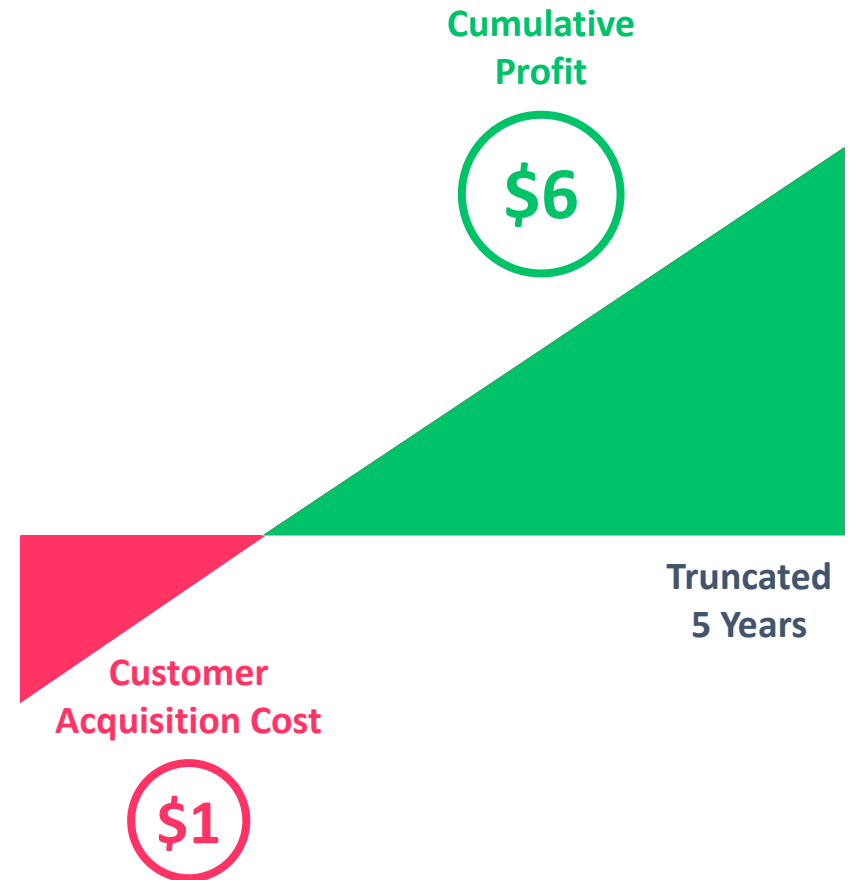 Cumulative
Profit
$6
Truncated
5 Years
Customer
Acquisition Cost
$1